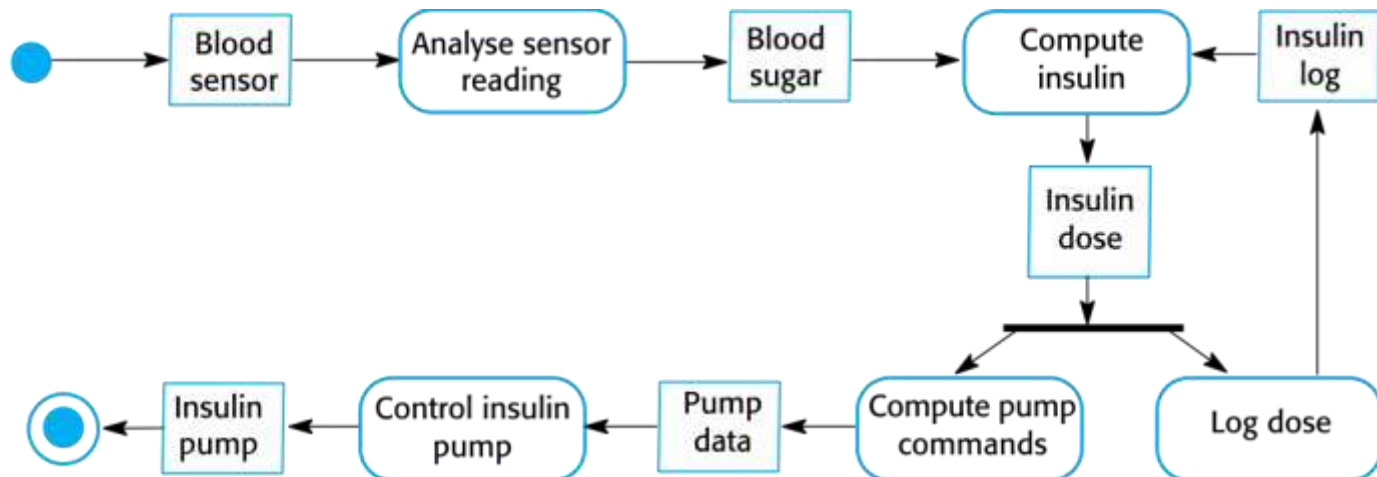 Blood
sensor
Analyse sensor
reading
Blood
sugar
Compute
insulin
Insulin
log
Insulin
dose
Insulin
pump
Control insulin
pump
Pump
data
Compute pump
commands
Log dose